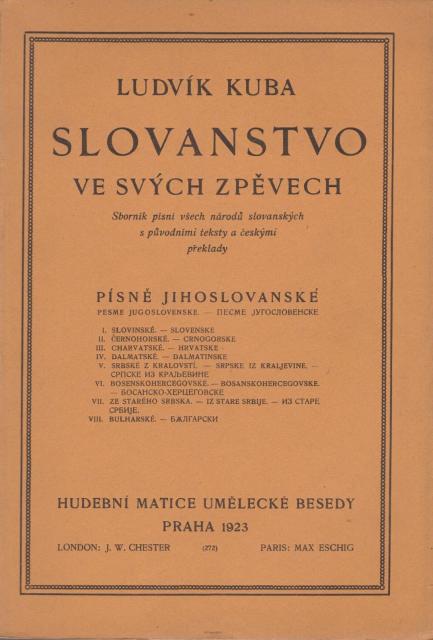 LUDVÍK KUBA
SLOVANSTVO
VE SVÝCH ZPĚVECH
Sborník písní všech národů slovanských
s původními teksty a českými
překlady
PÍSNĚ JIHOSLOVANSKÉ
PESME JUGOSLOVENSKE. — ПЕСМЕ ЈУГОСЛОВЕНСКЕ
I. SLOVINSKÉ. — SLOVENSKE
II. ČERNOHORSKÉ. — CRNOGORSKE
III. CHARVATSKÉ. — HRVATSKE
IV. DALMATSKÉ. — DALMATINSKE
V. SRBSKE Z KRALOVSTÍ. — SRPSKE IZ KRALJEVINE. —
СРПСКЕ ИЗ КРАЉЕВИНЕ
VI. BOSENSKOHERCEGOVSKÉ. — BOSANSKOHERCEGOVSKE.
— БОСАНСКО-ХЕРЦЕГОВСКЕ
VII. ZE STARÉHO SRBSKA. — IZ STARE SRBIJE. — ИЗ СТАРЕ
СРБИЈЕ.
VIII. BULHARSKÉ. — БѪЛГАРСКИ
HUDEBNÍ MATICE UMĚLECKÉ BESEDY
PRAHA 1923
LONDON: J. W. CHESTER (272) PARIS: MAX ESCHIG